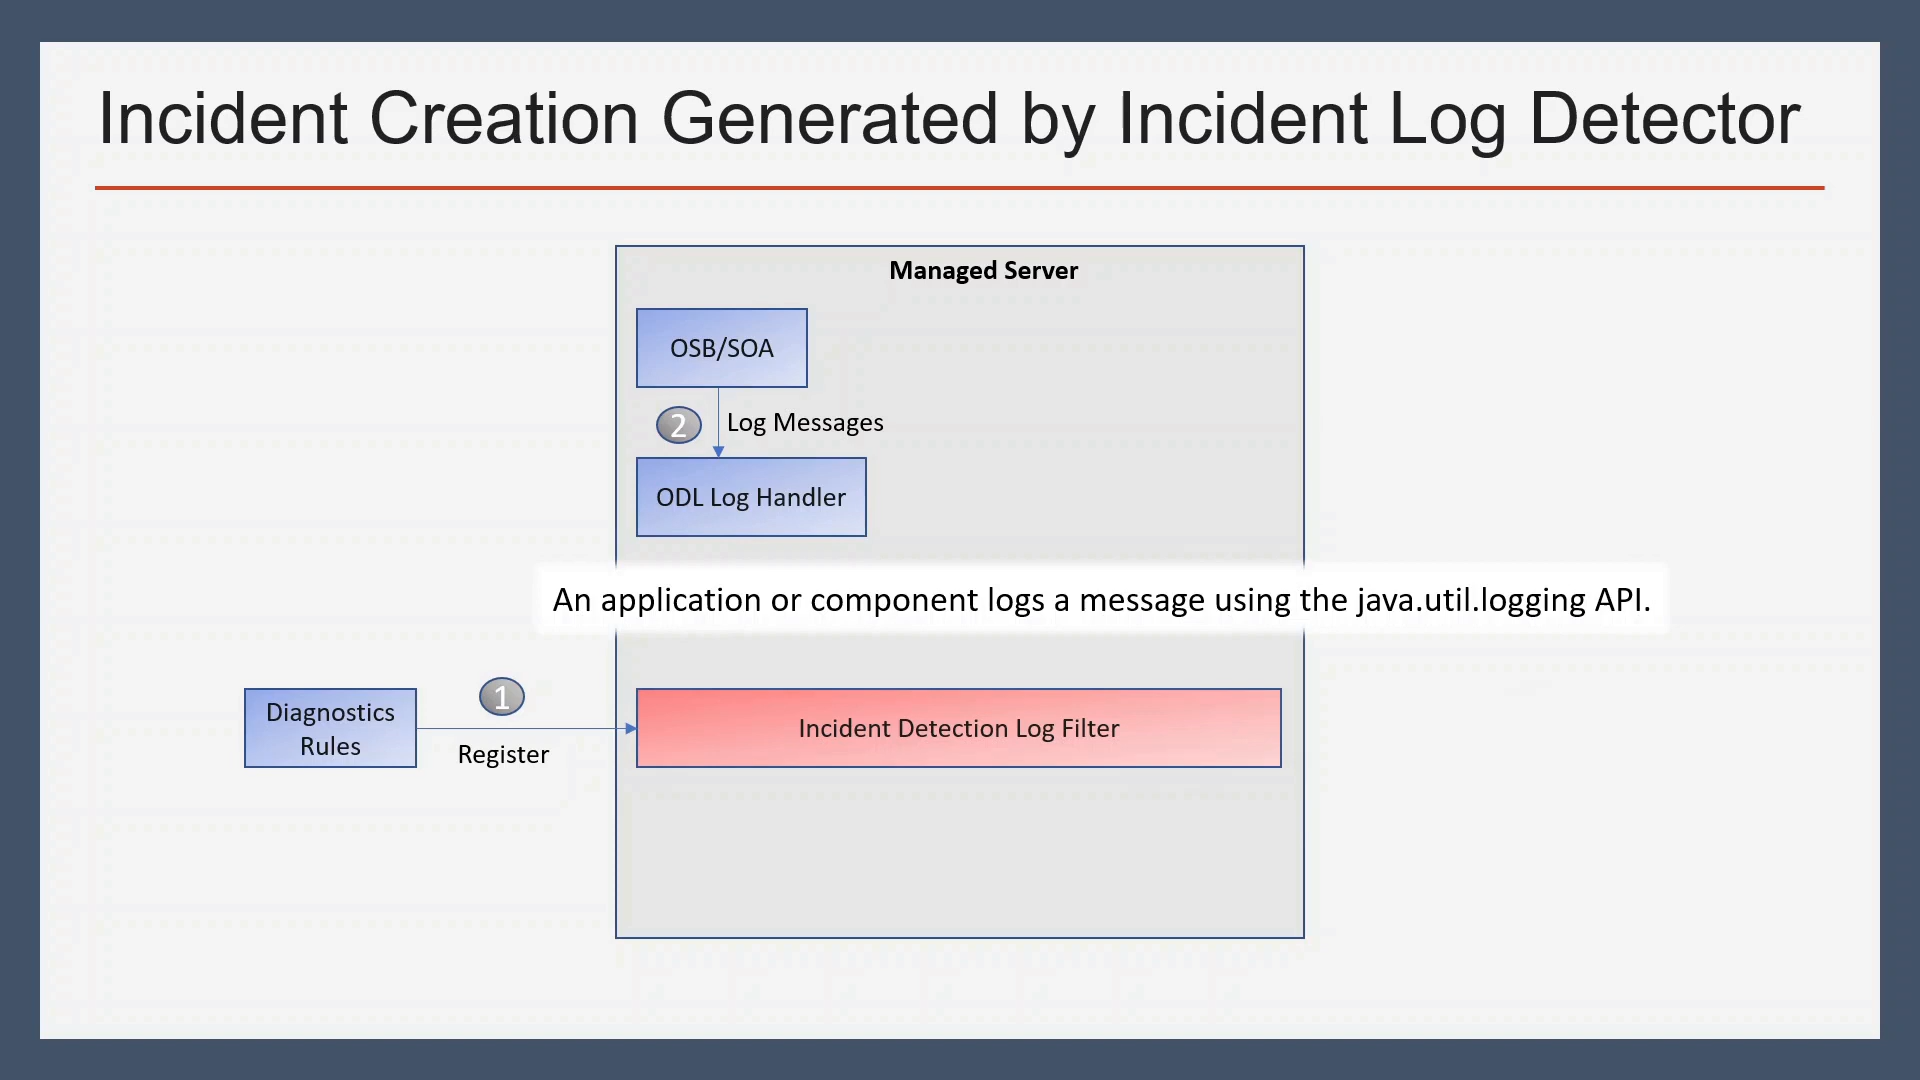 Incident Creation Generated by Incident Log Detector
Managed Server
OSB/SOA
2
Log Messages
ODL Log Handler
An application or component logs a message using the java.util.logging API.
Diagnostics
Rules
1
Register
Incident Detection Log Filter